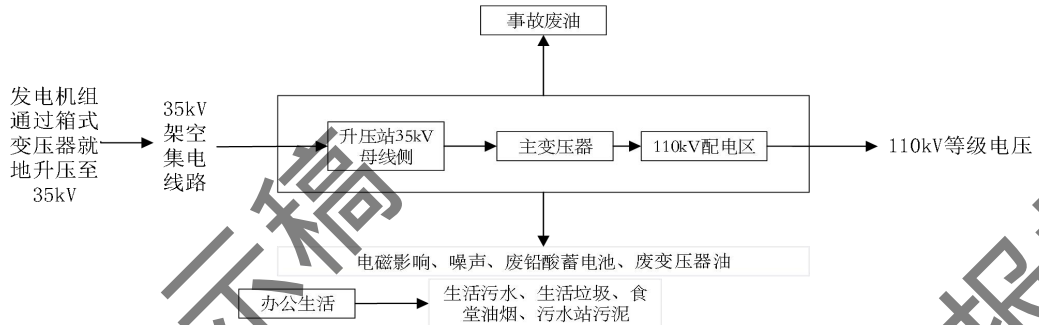 事故废油
发电机组
通过箱式
变压器就
地升压至
35kV
35kV
架空
集电
线路
升压站35kV
母线侧
主变压器
110kV配电区
110kV等级电压
电磁影响、噪声、废铅酸蓄电池、废变压器油
办公生活
生活污水、生活垃圾、食
堂油烟、污水站污泥
示稿
报